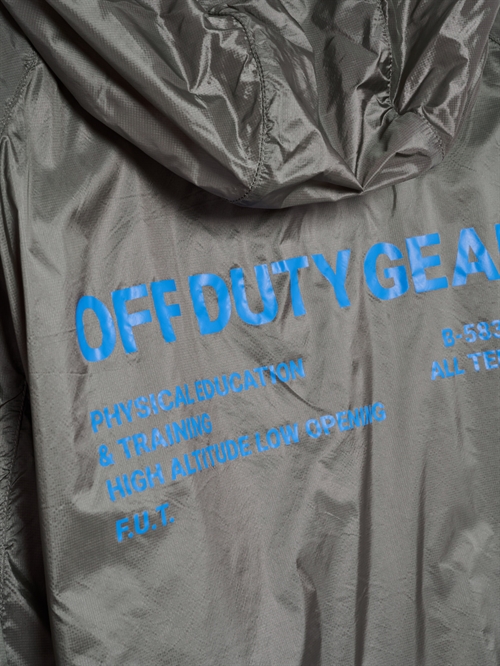 OFF DUTY GEA
PHYSICAL EDUCATION
& TRAINING
HIGH ALTITUDE LOW OPENING
F.U.T.
8-583
ALL TE